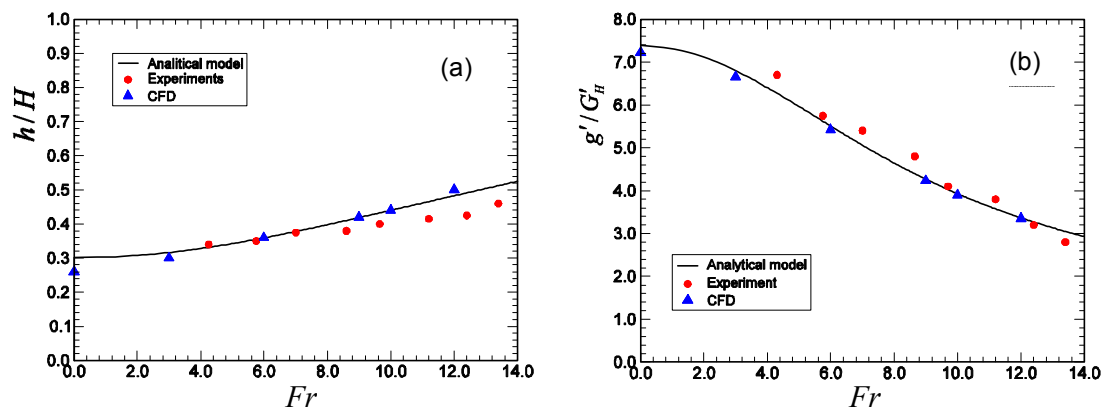 1.0
0.9
0.8
0.7
0.6
0.5
0.4
0.3
0.2
0.1
0.0
h/H
Analitical model
Experiments
CFD
(a)
0.0 2.0 4.0 6.0 8.0 10.0 12.0 14.0
Fr
8.0
7.0
6.0
5.0
4.0
3.0
2.0
1.0
0.0
g'/G'H
(b)
Analytical model
Experiment
CFD
0.0 2.0 4.0 6.0 8.0 10.0 12.0 14.0
Fr